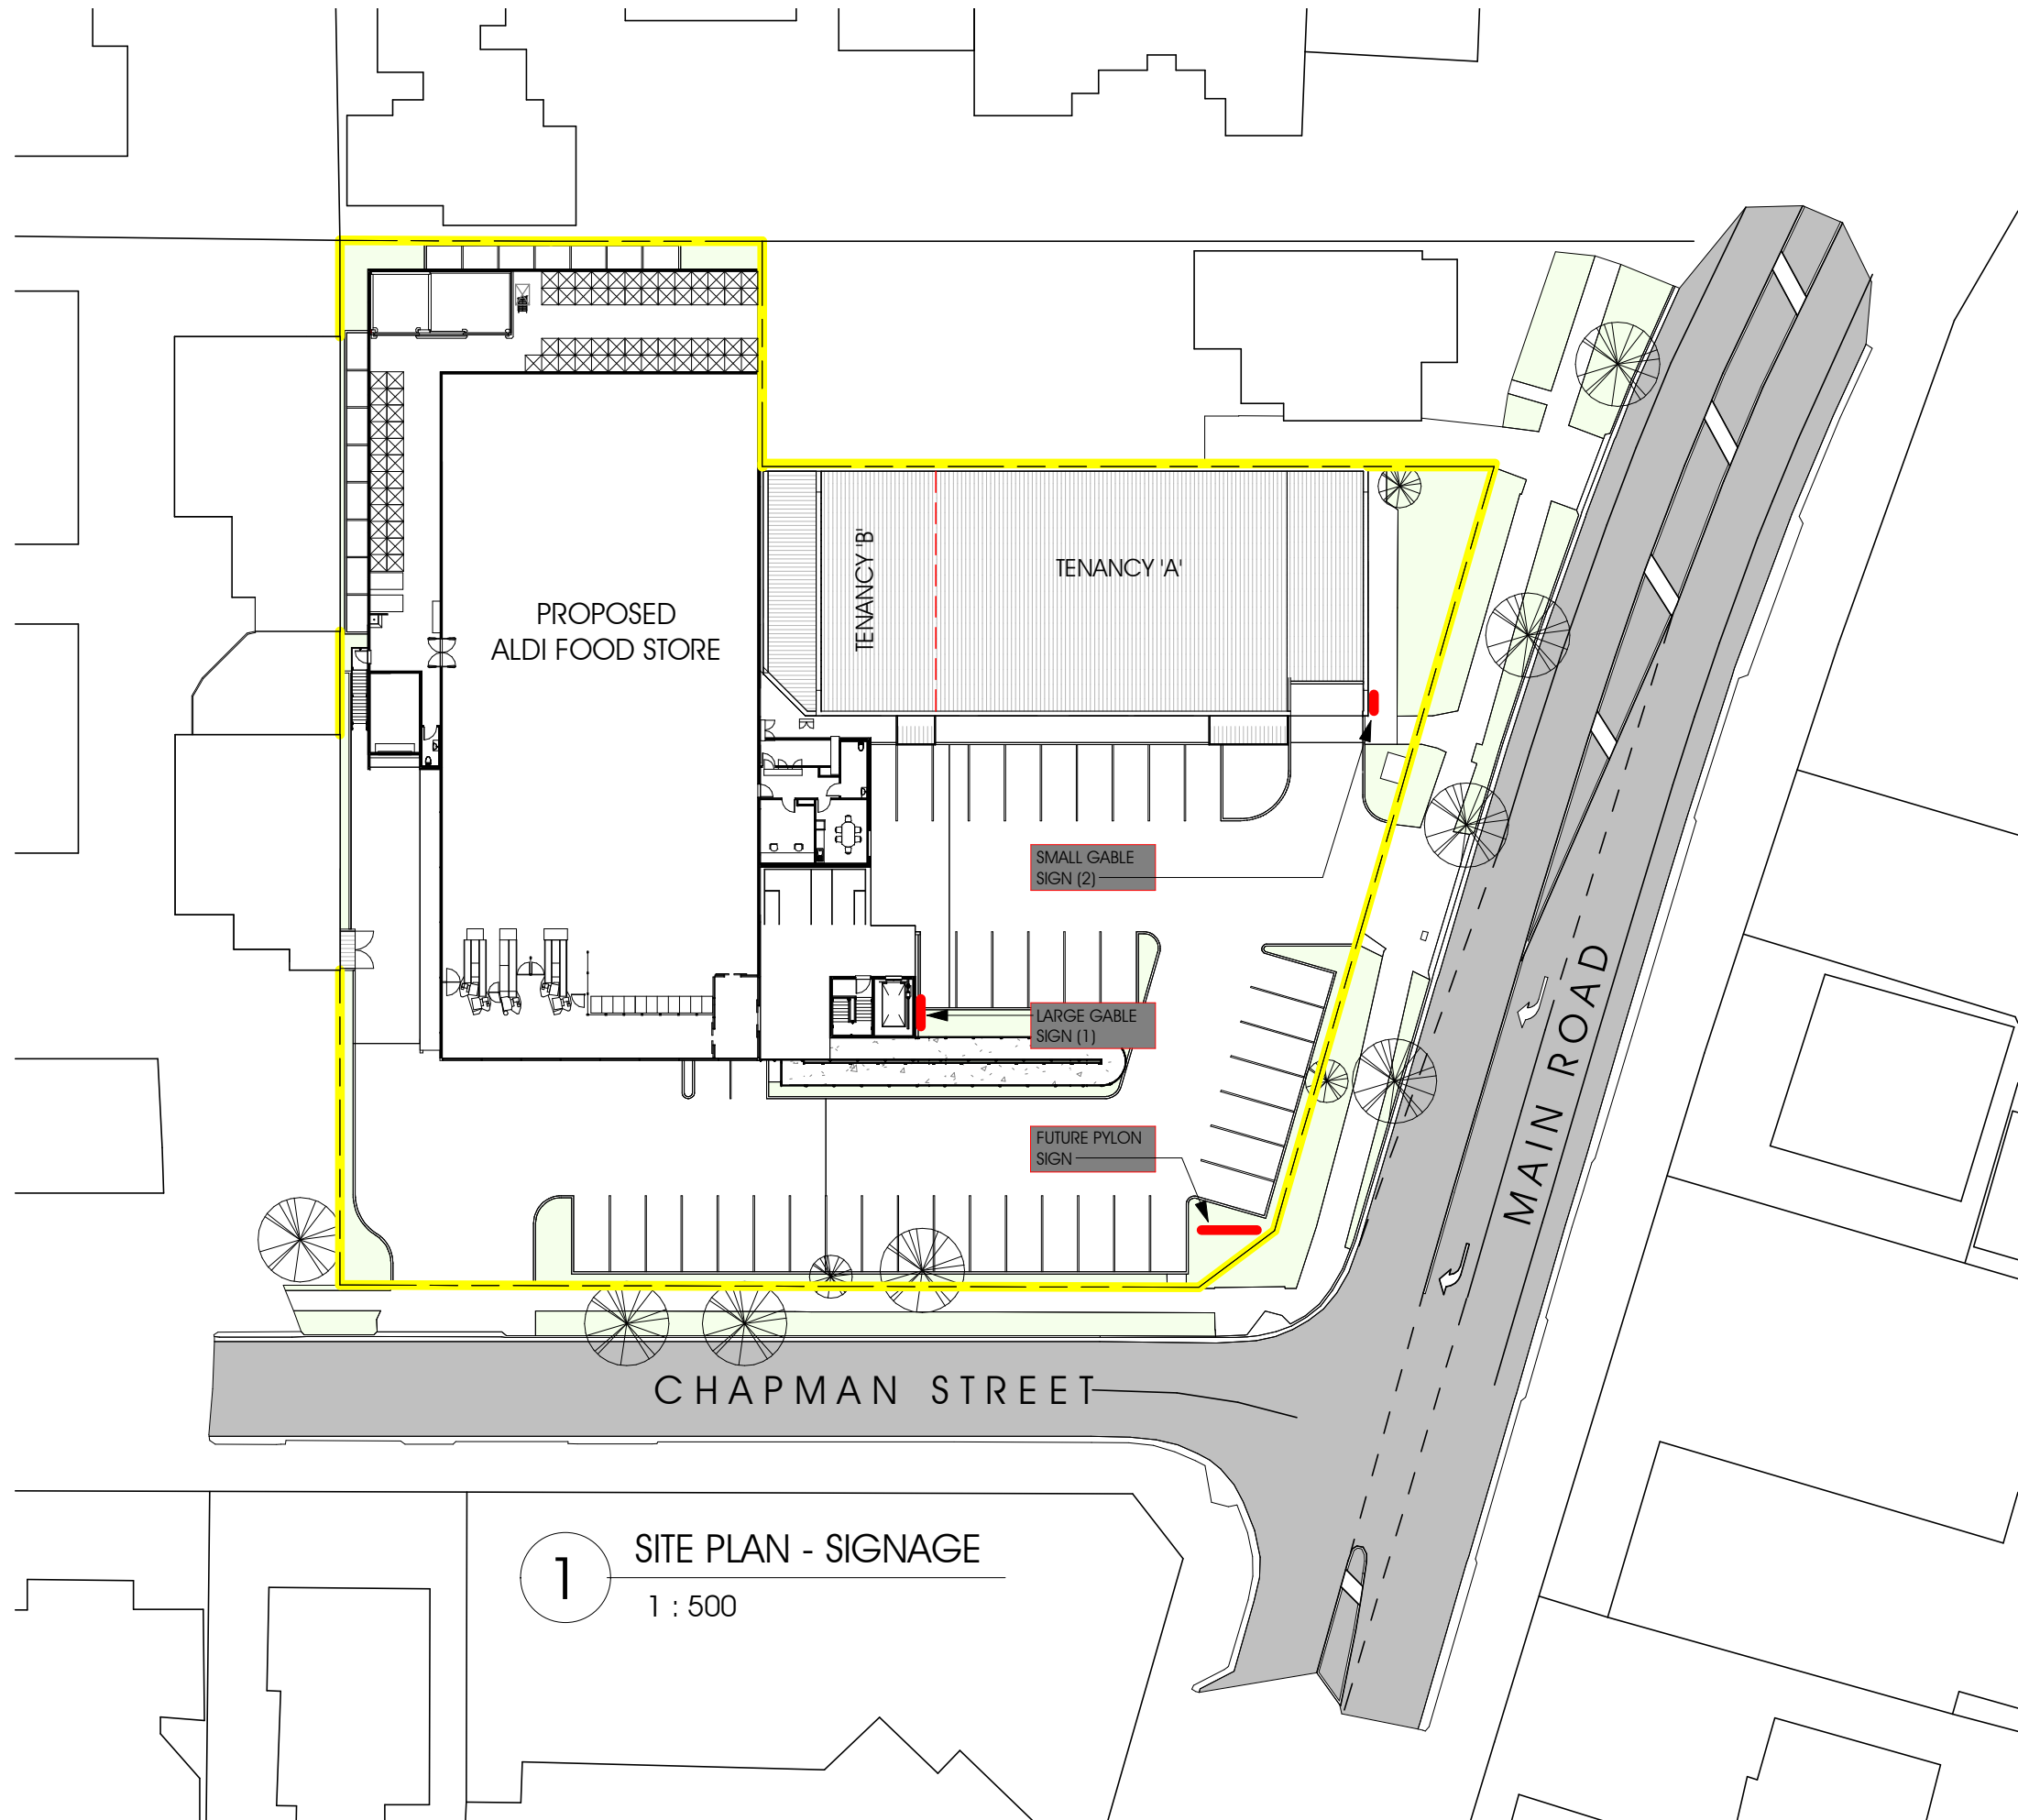 PROPOSED
ALDI FOOD STORE
TENANCY 'B'
TENANCY 'A'
SMALL GABLE
SIGN (2)
LARGE GABLE
SIGN (1)
FUTURE PYLON
SIGN
MAIN ROAD
CHAPMAN STREET
1
SITE PLAN - SIGNAGE
1 : 500